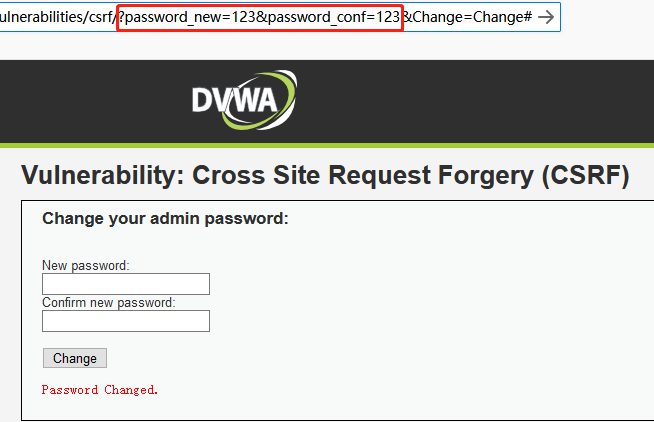 ulnerabilities/csrf/?password_new=123&password_conf=123&Change=Change#
DVWA
Vulnerability: Cross Site Request Forgery (CSRF)
Change your admin password:
New password:
Confirm new password:
Change
Password Changed.